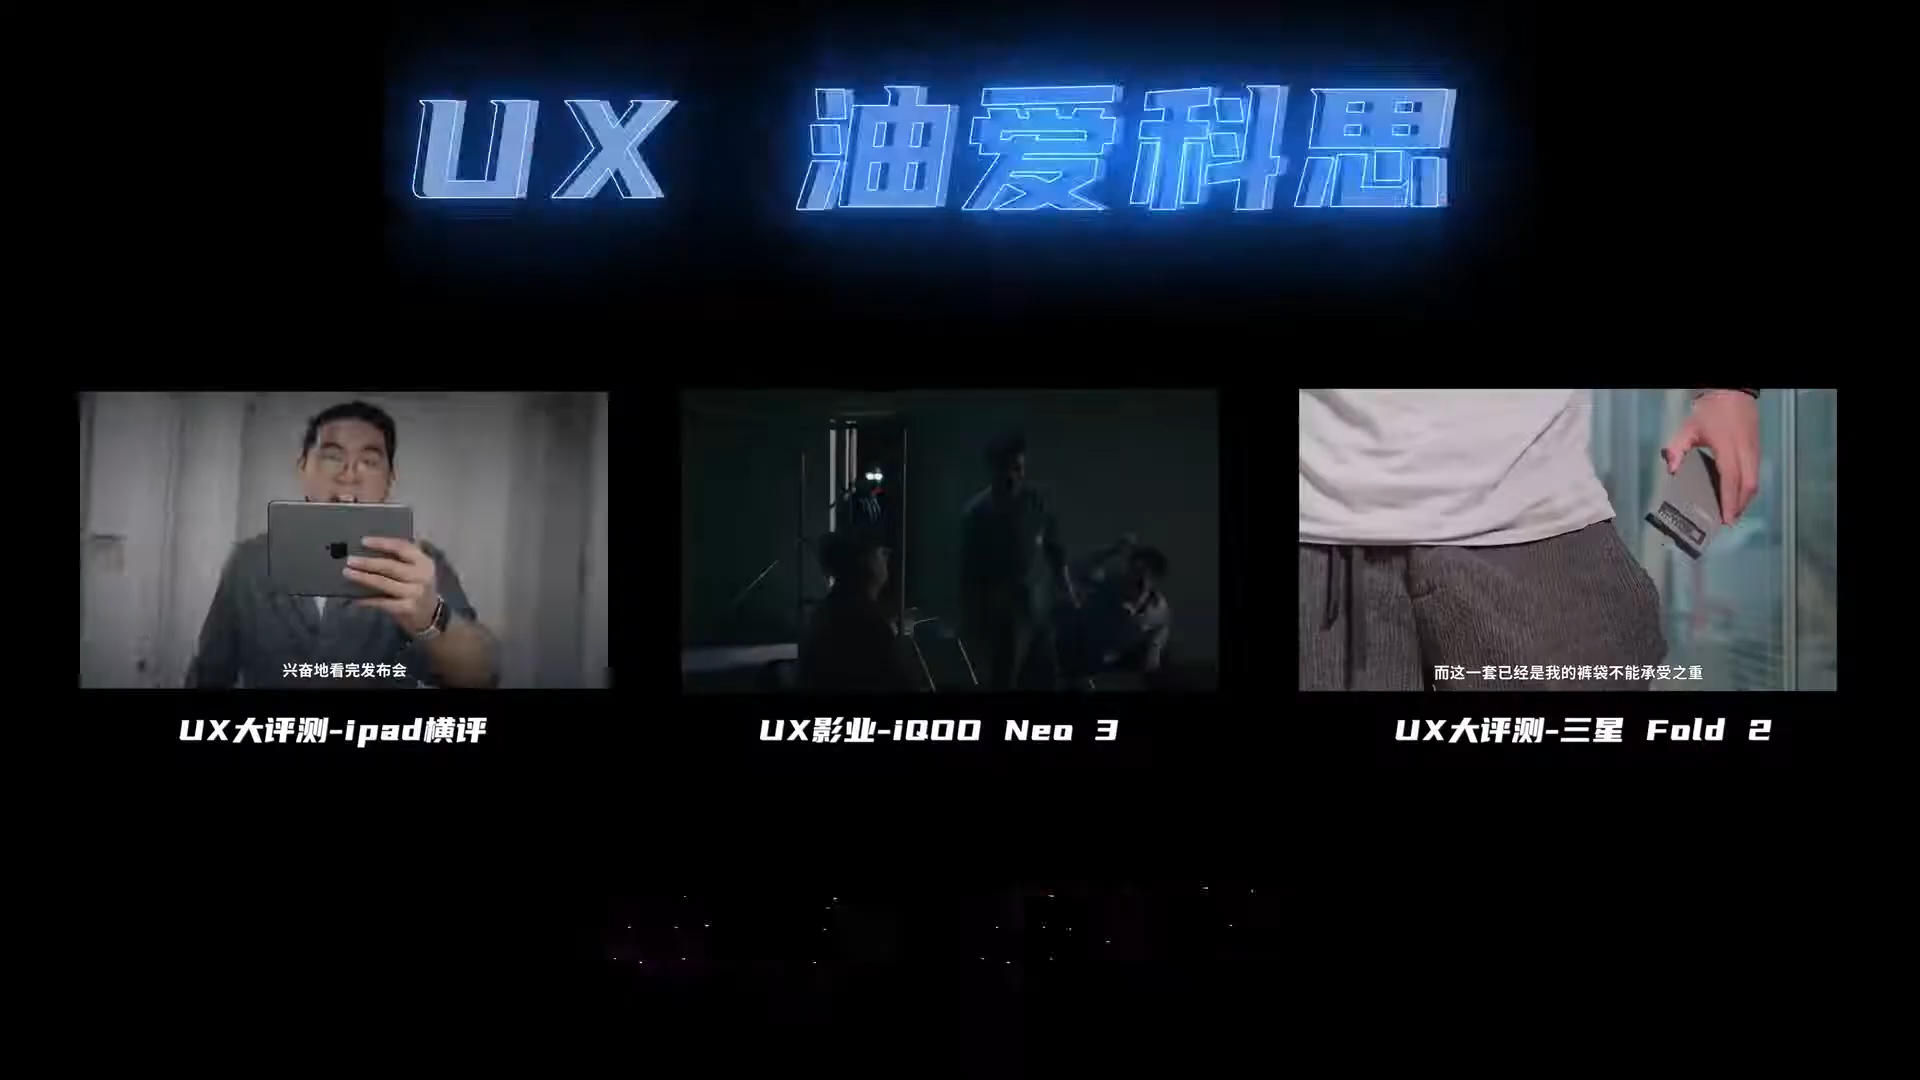 UX 油爱科思
兴奋地看完发布会
而这一套已经是我的裤袋不能承受之重
UX大评测-ipad横评
UX影业-iQOO Neo 3
UX大评测-三星 Fold 2